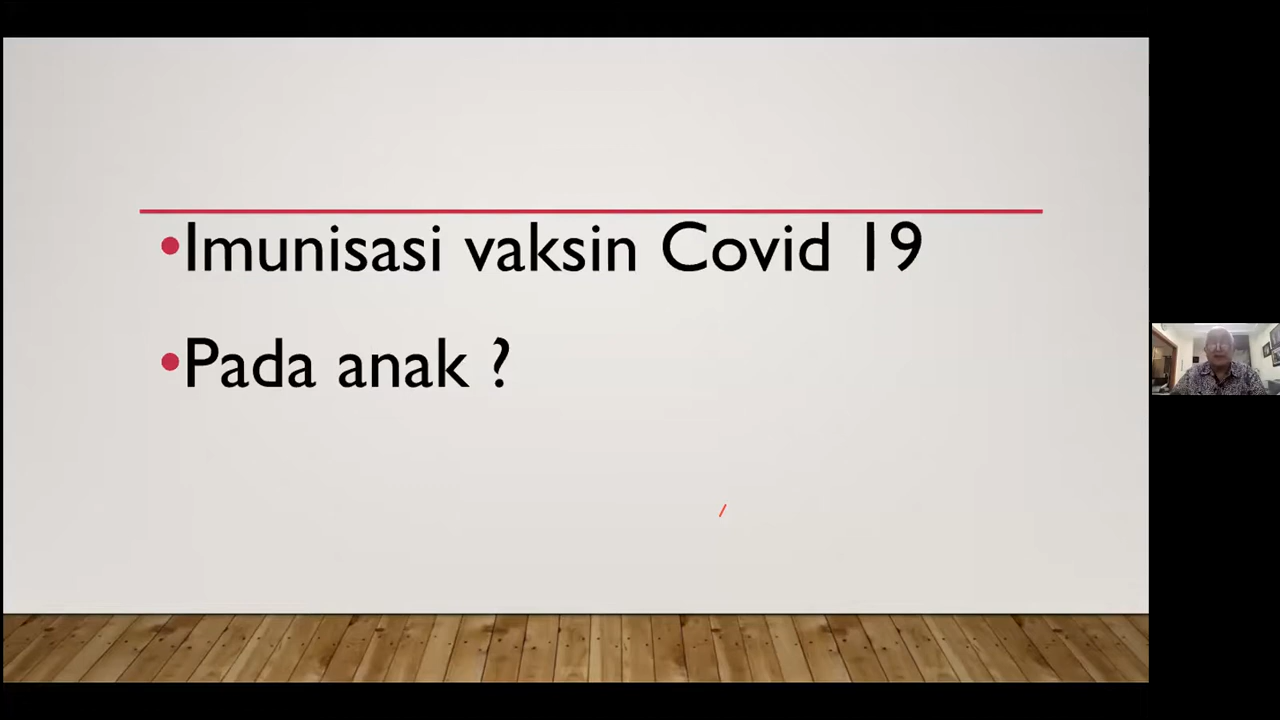 •Imunisasi vaksin Covid 19
•Pada anak ?